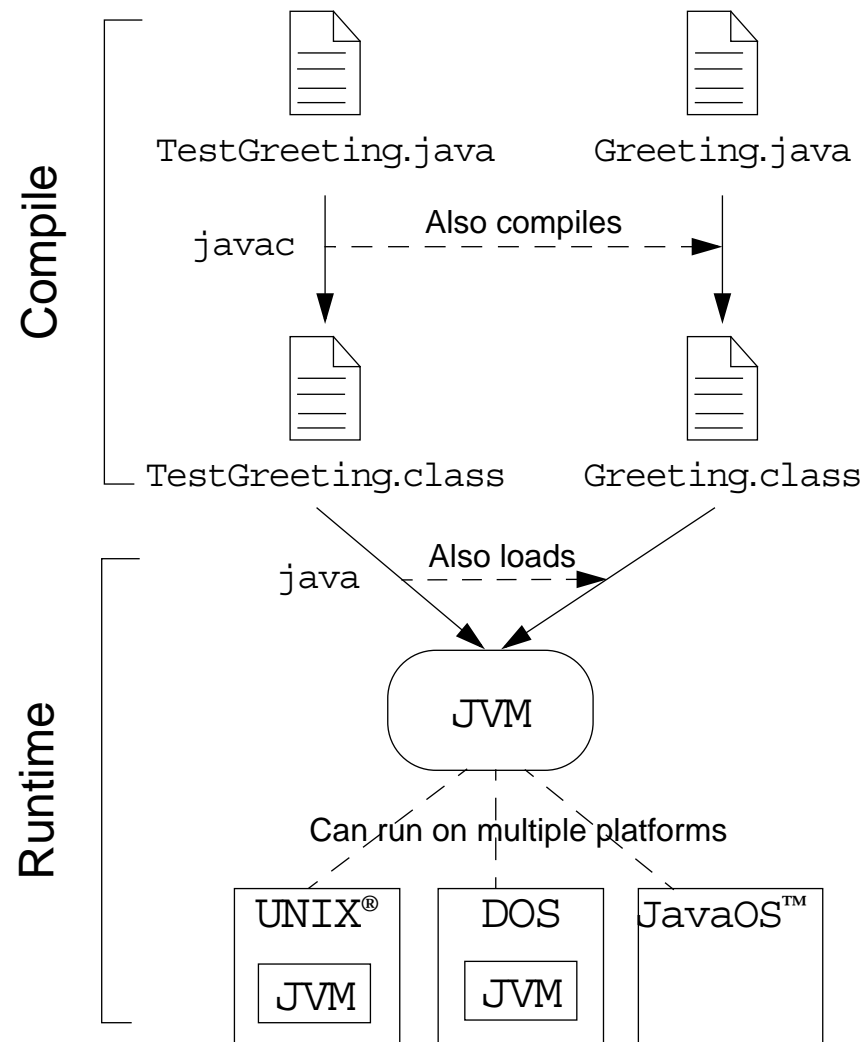 Compile
TestGreeting.java
Greeting.java
javac
Also compiles
TestGreeting.class
Greeting.class
Runtime
java
Also loads
JVM
Can run on multiple platforms
UNIX®
DOS
JavaOS™
JVM
JVM